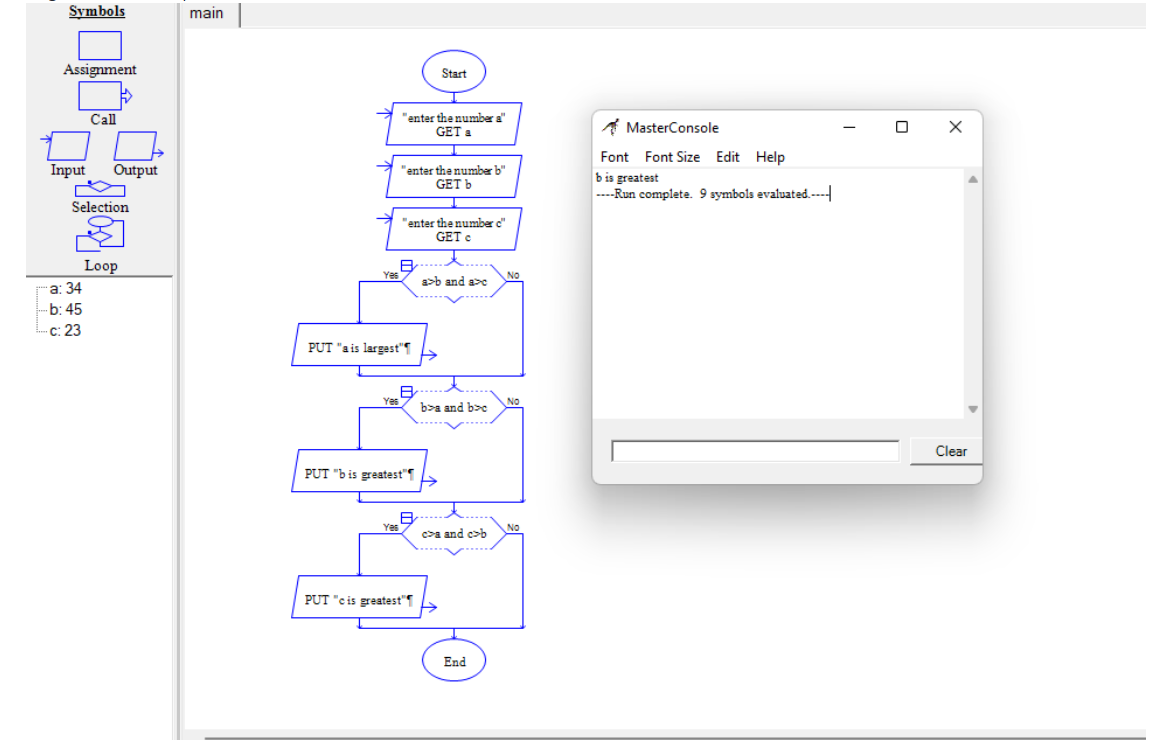 Symbols
main
Assignment
Call
Input Output
Selection
Loop
a: 34
b: 45
c: 23
Start
"enter the number a"
GET a
"enter the number b"
GET b
"enter the number c"
GET c
Yes a>b and a>c No
PUT "a is largest"¶
Yes b>a and b>c No
PUT "b is greatest"¶
Yes c>a and c>b No
PUT "c is greatest"¶
End
MasterConsole
Font Font Size Edit Help
b is greatest
----Run complete. 9 symbols evaluated.----
Clear